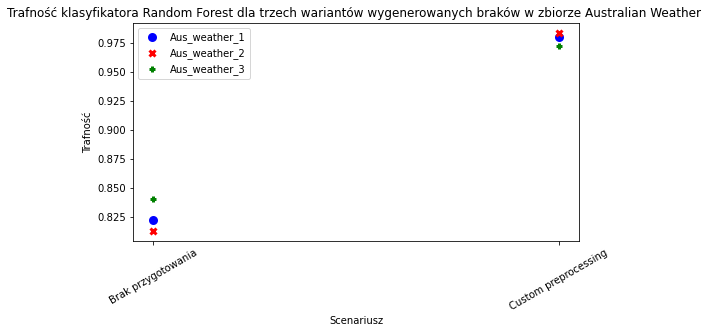 Trafność klasyfikatora Random Forest dla trzech wariantów wygenerowanych braków w zbiorze Australian Weather
Aus_weather_1
Aus_weather_2
Aus_weather_3
Trafność
0.975
0.950
0.925
0.900
0.875
0.850
0.825
Brak przygotowania
Custom preprocessing
Scenariusz